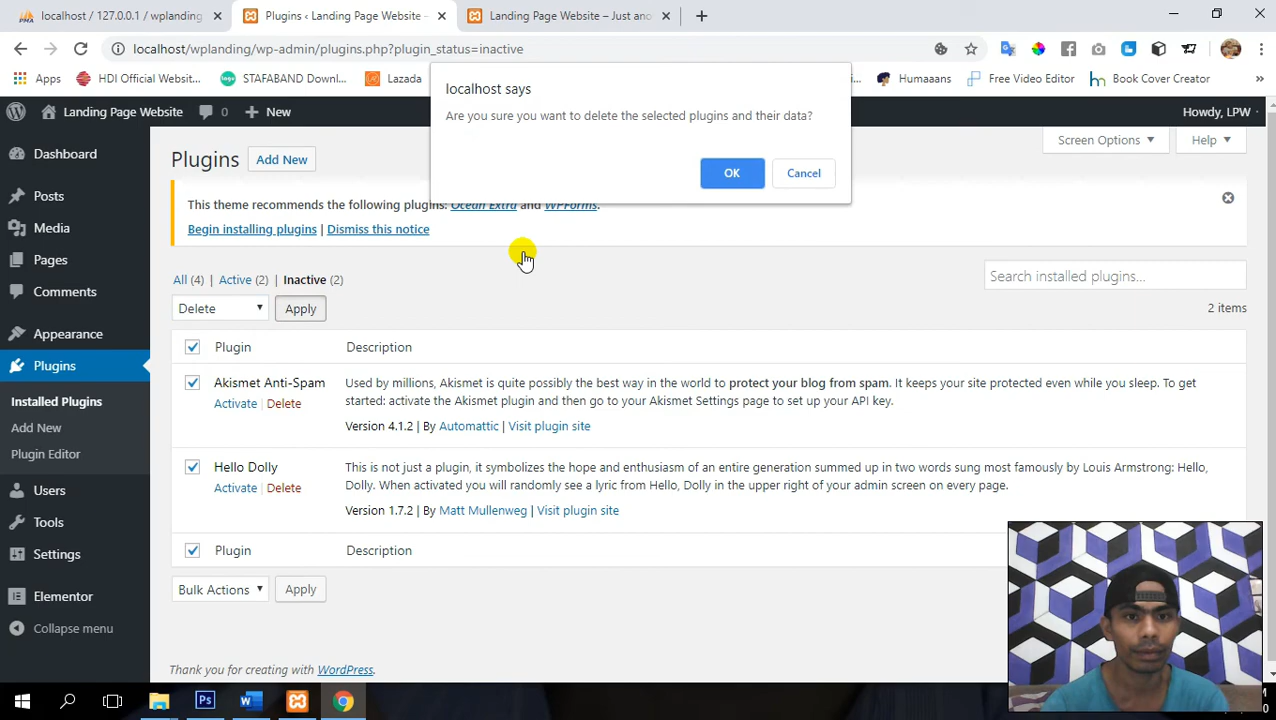 localhost / 127.0.0.1 / wplanding
Plugins ‹ Landing Page Website –
Landing Page Website – Just ano
localhost/wplanding/wp-admin/plugins.php?plugin_status=inactive
Apps
HDI Official Websit...
STAFABAND Downl...
Lazada
Humaaans
Free Video Editor
Book Cover Creator
»
localhost says
Are you sure you want to delete the selected plugins and their data?
OK
Cancel
Landing Page Website
0
New
Howdy, LPW
Screen Options
Help
Dashboard
Posts
Media
Pages
Comments
Appearance
Plugins
Installed Plugins
Add New
Plugin Editor
Users
Tools
Settings
Elementor
Collapse menu
Plugins
Add New
This theme recommends the following plugins: Ocean Extra and WPForms.
Begin installing plugins | Dismiss this notice
All (4) | Active (2) | Inactive (2)
Search installed plugins...
Delete
Apply
2 items
Plugin
Description
Akismet Anti-Spam
Activate | Delete
Used by millions, Akismet is quite possibly the best way in the world to protect your blog from spam. It keeps your site protected even while you sleep. To get
started: activate the Akismet plugin and then go to your Akismet Settings page to set up your API key.
Version 4.1.2 | By Automattic | Visit plugin site
Hello Dolly
Activate | Delete
This is not just a plugin, it symbolizes the hope and enthusiasm of an entire generation summed up in two words sung most famously by Louis Armstrong: Hello,
Dolly. When activated you will randomly see a lyric from Hello, Dolly in the upper right of your admin screen on every page.
Version 1.7.2 | By Matt Mullenweg | Visit plugin site
Plugin
Description
Bulk Actions
Apply
Thank you for creating with WordPress.